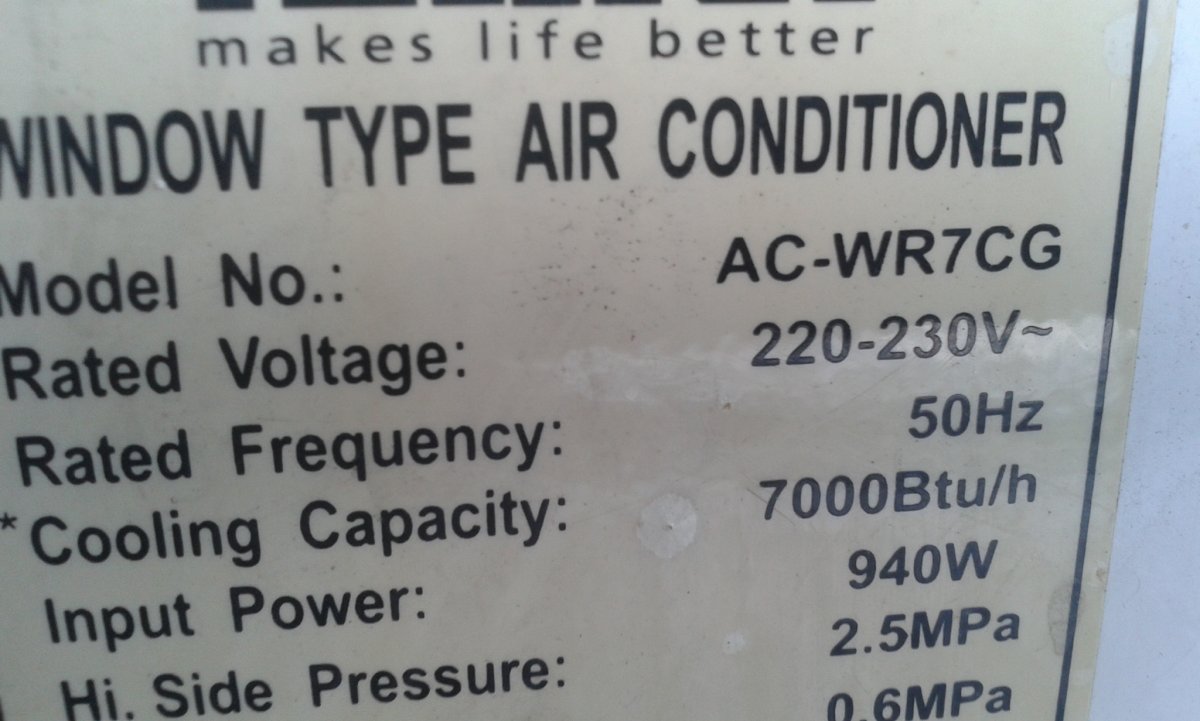 makes life better
WINDOW TYPE AIR CONDITIONER
Model No.: AC-WR7CG
Rated Voltage: 220-230V~
Rated Frequency: 50Hz
*Cooling Capacity: 7000Btu/h
Input Power: 940W
Hi. Side Pressure: 2.5MPa
0.6MPa